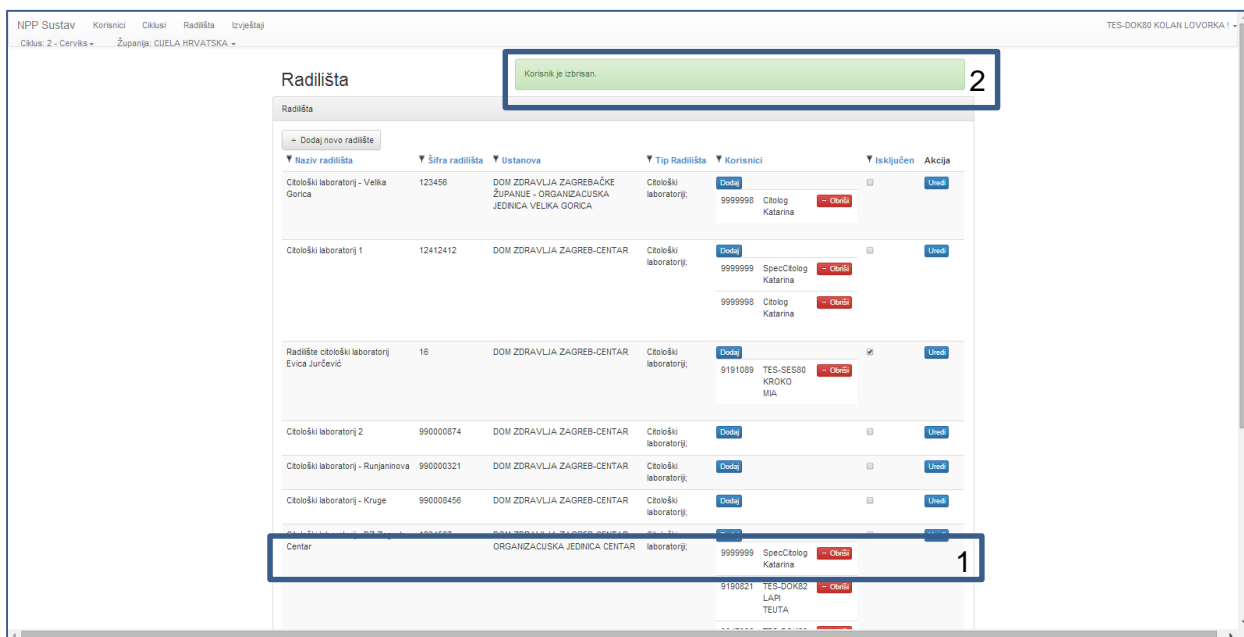 NPP Sustav Korisnici Ciklusi Radilišta Izvještaji TES-DOK80 KOLAN LOVORKA !
Ciklus: 2 - Cerviks Županija: CIJELA HRVATSKA
Korisnik je izbrisan. 2
Radilišta
Radilišta
+ Dodaj novo radilište
Naziv radilišta Šifra radilišta Ustanova Tip Radilišta Korisnici Isključen Akcija
Citološki laboratorij - Velika 123456 DOM ZDRAVLJA ZAGREBAČKE Citološki Dodaj Uredi
Gorica ŽUPANIJE - ORGANIZACIJSKA laboratoriji; 9999998 Citolog – Obriši
JEDINICA VELIKA GORICA Katarina
Citološki laboratorij 1 12412412 DOM ZDRAVLJA ZAGREB-CENTAR Citološki Dodaj Uredi
laboratoriji; 9999999 SpecCitolog – Obriši
Katarina
9999998 Citolog – Obriši
Katarina
Radilište citološki laboratorij 16 DOM ZDRAVLJA ZAGREB-CENTAR Citološki Dodaj Uredi
Evica Jurčević laboratoriji; 9191089 TES-SES80 – Obriši
KROKO
MIA
Citološki laboratorij 2 990000874 DOM ZDRAVLJA ZAGREB-CENTAR Citološki Dodaj Uredi
laboratoriji;
Citološki laboratorij - Runjaninova 990000321 DOM ZDRAVLJA ZAGREB-CENTAR Citološki Dodaj Uredi
laboratoriji;
Citološki laboratorij - Kruge 990008456 DOM ZDRAVLJA ZAGREB-CENTAR Citološki Dodaj Uredi
laboratoriji;
Centar ORGANIZACIJSKA JEDINICA CENTAR laboratoriji; 9999999 SpecCitolog – Obriši 1
Katarina
9190821 TES-DOK82 – Obriši
LAPI
TEUTA